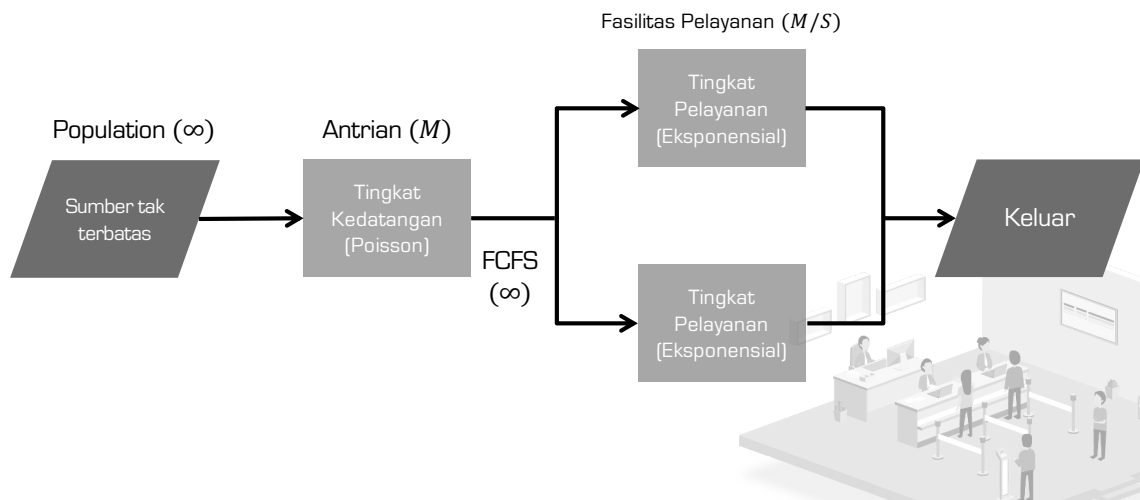 Fasilitas Pelayanan (M/S)
Population (∞)
Sumber tak
terbatas
Antrian (M)
Tingkat
Kedatangan
(Poisson)
FCFS
(∞)
Tingkat
Pelayanan
(Eksponensial)
Tingkat
Pelayanan
(Eksponensial)
Keluar